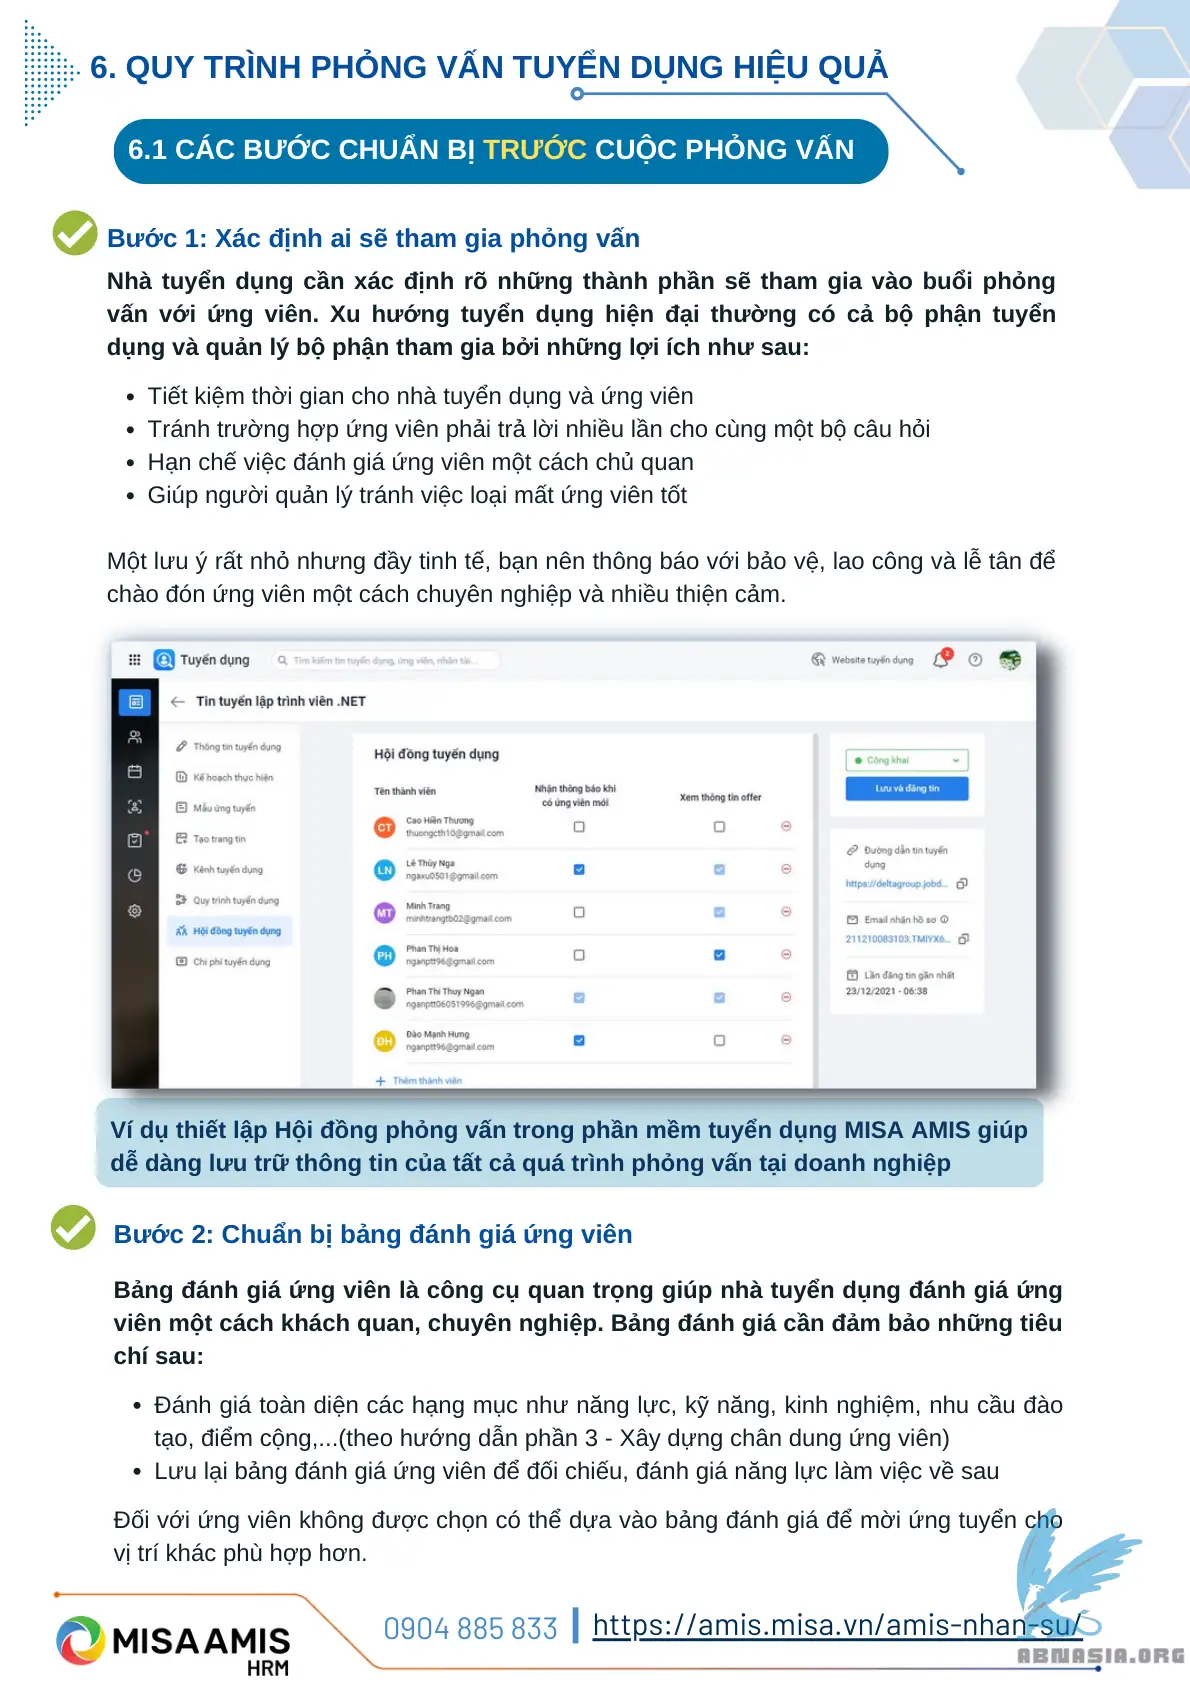 6. QUY TRÌNH PHỎNG VẤN TUYỂN DỤNG HIỆU QUẢ
6.1 CÁC BƯỚC CHUẨN BỊ TRƯỚC CUỘC PHỎNG VẤN
Bước 1: Xác định ai sẽ tham gia phỏng vấn
Nhà tuyển dụng cần xác định rõ những thành phần sẽ tham gia vào buổi phỏng
vấn với ứng viên. Xu hướng tuyển dụng hiện đại thường có cả bộ phận tuyển
dụng và quản lý bộ phận tham gia bởi những lợi ích như sau:
• Tiết kiệm thời gian cho nhà tuyển dụng và ứng viên
• Tránh trường hợp ứng viên phải trả lời nhiều lần cho cùng một bộ câu hỏi
• Hạn chế việc đánh giá ứng viên một cách chủ quan
• Giúp người quản lý tránh việc loại mất ứng viên tốt
Một lưu ý rất nhỏ nhưng đầy tinh tế, bạn nên thông báo với bảo vệ, lao công và lễ tân để
chào đón ứng viên một cách chuyên nghiệp và nhiều thiện cảm.
Tuyển dụng
Tìm kiếm tin tuyển dụng, ứng viên, nhân tài...
Website tuyển dụng
2
Tin tuyển lập trình viên .NET
Thông tin tuyển dụng
Kế hoạch thực hiện
Mẫu ứng tuyển
Tạo trang tin
Kênh tuyển dụng
Quy trình tuyển dụng
Hội đồng tuyển dụng
Chi phí tuyển dụng
Hội đồng tuyển dụng
Tên thành viên
Nhận thông báo khi
có ứng viên mới
Xem thông tin offer
CT
Cao Hiền Thương
thuongcth10@gmail.com
LN
Lê Thùy Nga
ngaxu0501@gmail.com
MT
Minh Trang
minhtrangtb02@gmail.com
PH
Phan Thị Hoa
nganptt96@gmail.com
Phan Thi Thuy Ngan
nganptt06051996@gmail.com
ĐH
Đào Mạnh Hưng
nganptt96@gmail.com
+ Thêm thành viên
Công khai
Lưu và đăng tin
Đường dẫn tin tuyển
dụng
https://deltagroup.jobd...
Email nhận hồ sơ
211210083103.TMIYX6...
Lần đăng tin gần nhất
23/12/2021 - 06:38
Ví dụ thiết lập Hội đồng phỏng vấn trong phần mềm tuyển dụng MISA AMIS giúp
dễ dàng lưu trữ thông tin của tất cả quá trình phỏng vấn tại doanh nghiệp
Bước 2: Chuẩn bị bảng đánh giá ứng viên
Bảng đánh giá ứng viên là công cụ quan trọng giúp nhà tuyển dụng đánh giá ứng
viên một cách khách quan, chuyên nghiệp. Bảng đánh giá cần đảm bảo những tiêu
chí sau:
• Đánh giá toàn diện các hạng mục như năng lực, kỹ năng, kinh nghiệm, nhu cầu đào
tạo, điểm cộng,...(theo hướng dẫn phần 3 - Xây dựng chân dung ứng viên)
• Lưu lại bảng đánh giá ứng viên để đối chiếu, đánh giá năng lực làm việc về sau
Đối với ứng viên không được chọn có thể dựa vào bảng đánh giá để mời ứng tuyển cho
vị trí khác phù hợp hơn.
MISA AMIS
HRM
0904 885 833
https://amis.misa.vn/amis-nhan-su/
ABNASIA.ORG